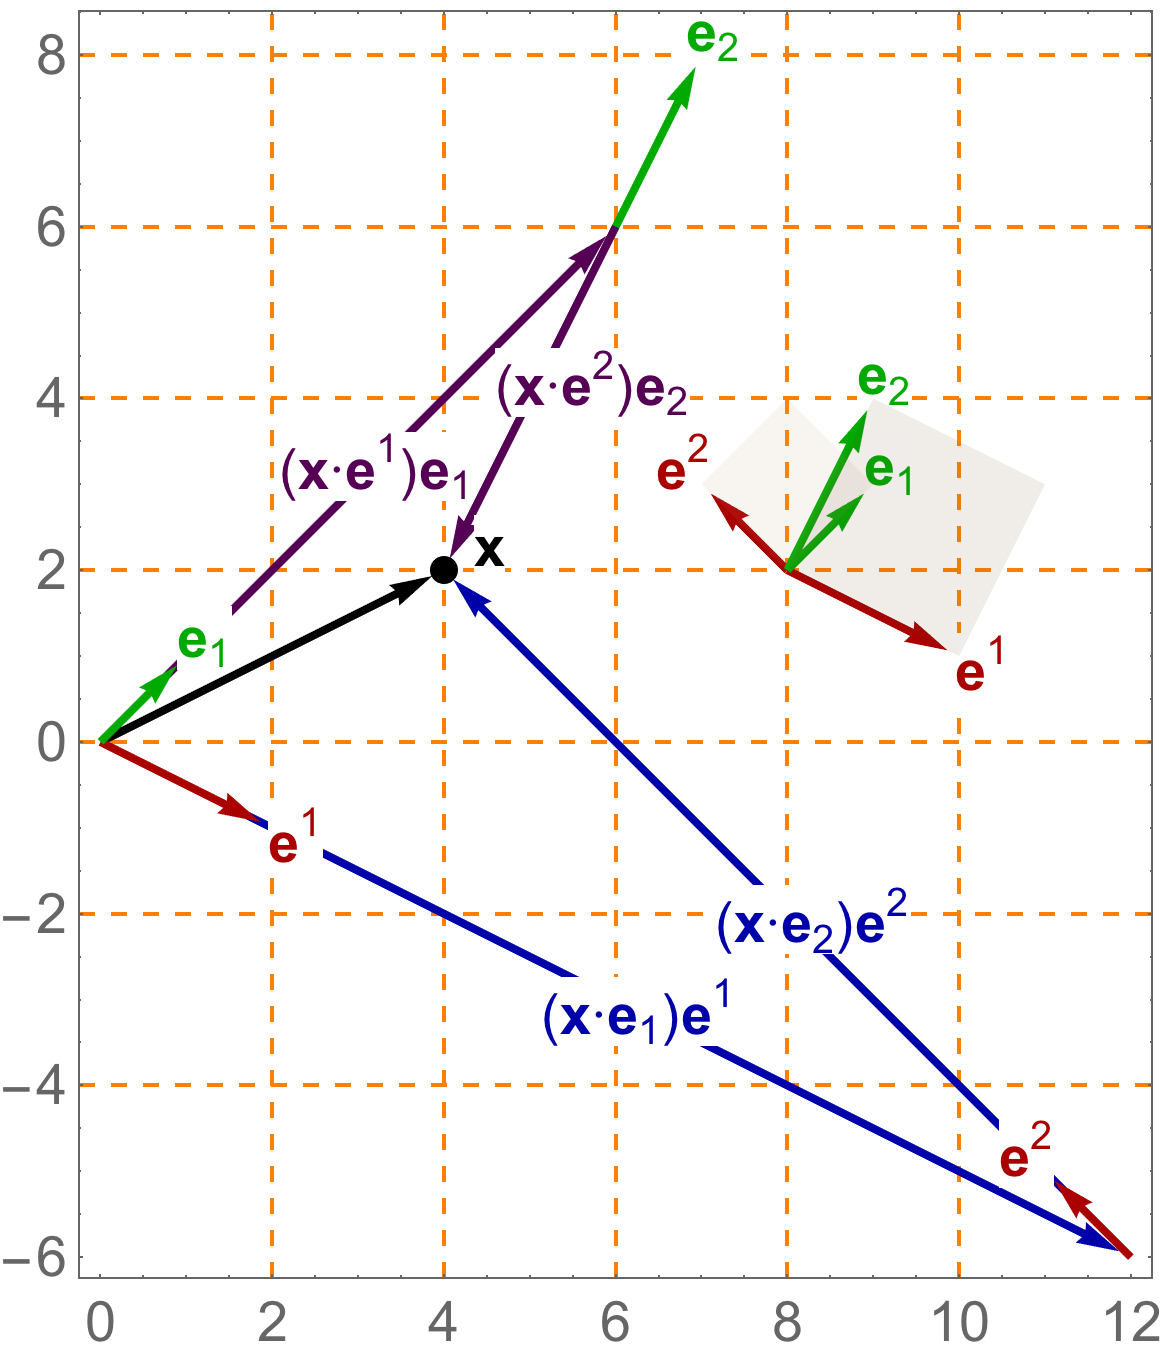 e₂
8
6
(x·e²)e₂
4
e₂
(x·e¹)e₁
e²
e₁
x
2
e₁
e¹
0
e¹
(x·e₂)e²
−2
(x·e₁)e¹
−4
e²
−6
0 2 4 6 8 10 12